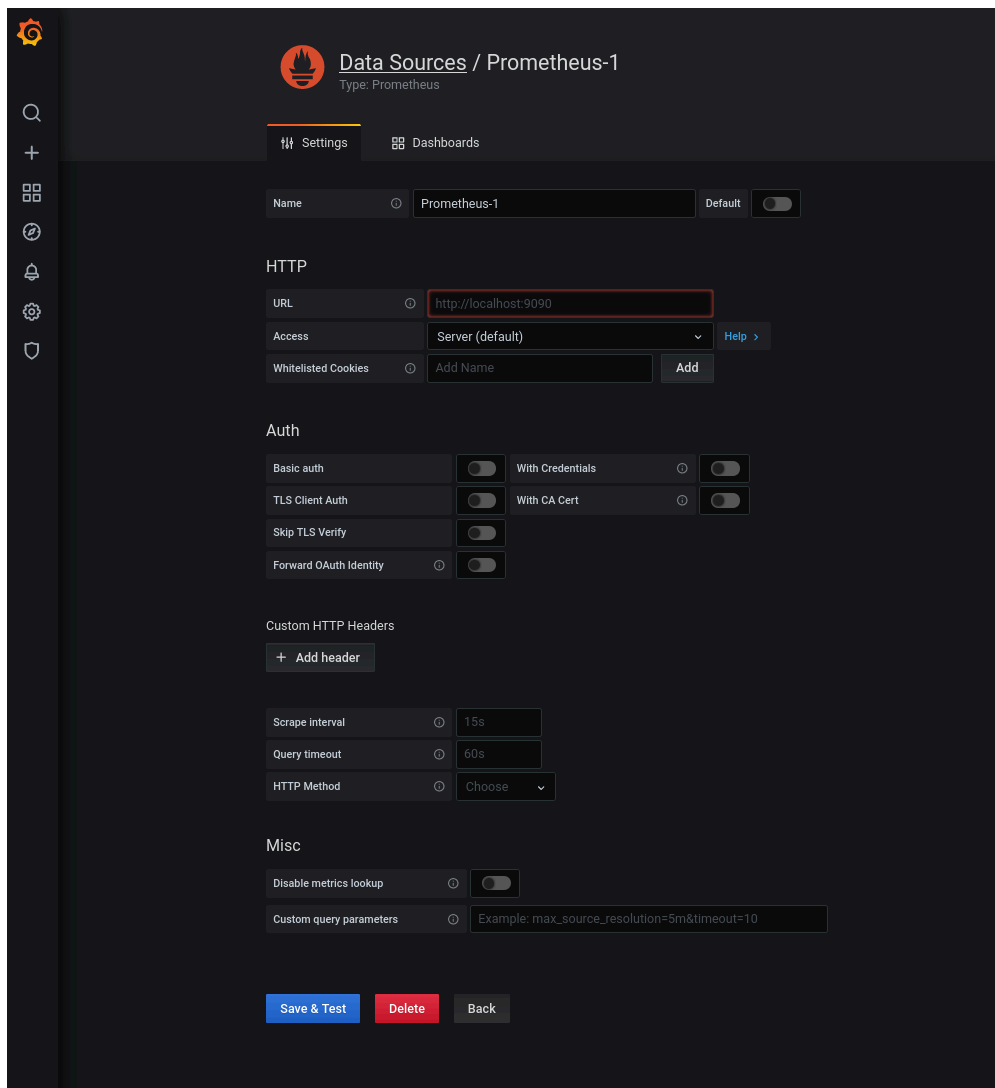 Data Sources / Prometheus-1
Type: Prometheus
Settings Dashboards
Name Prometheus-1 Default
HTTP
URL http://localhost:9090
Access Server (default) Help
Whitelisted Cookies Add Name Add
Auth
Basic auth With Credentials
TLS Client Auth With CA Cert
Skip TLS Verify
Forward OAuth Identity
Custom HTTP Headers
Add header
Scrape interval 15s
Query timeout 60s
HTTP Method Choose
Misc
Disable metrics lookup
Custom query parameters Example: max_source_resolution=5m&timeout=10
Save & Test Delete Back